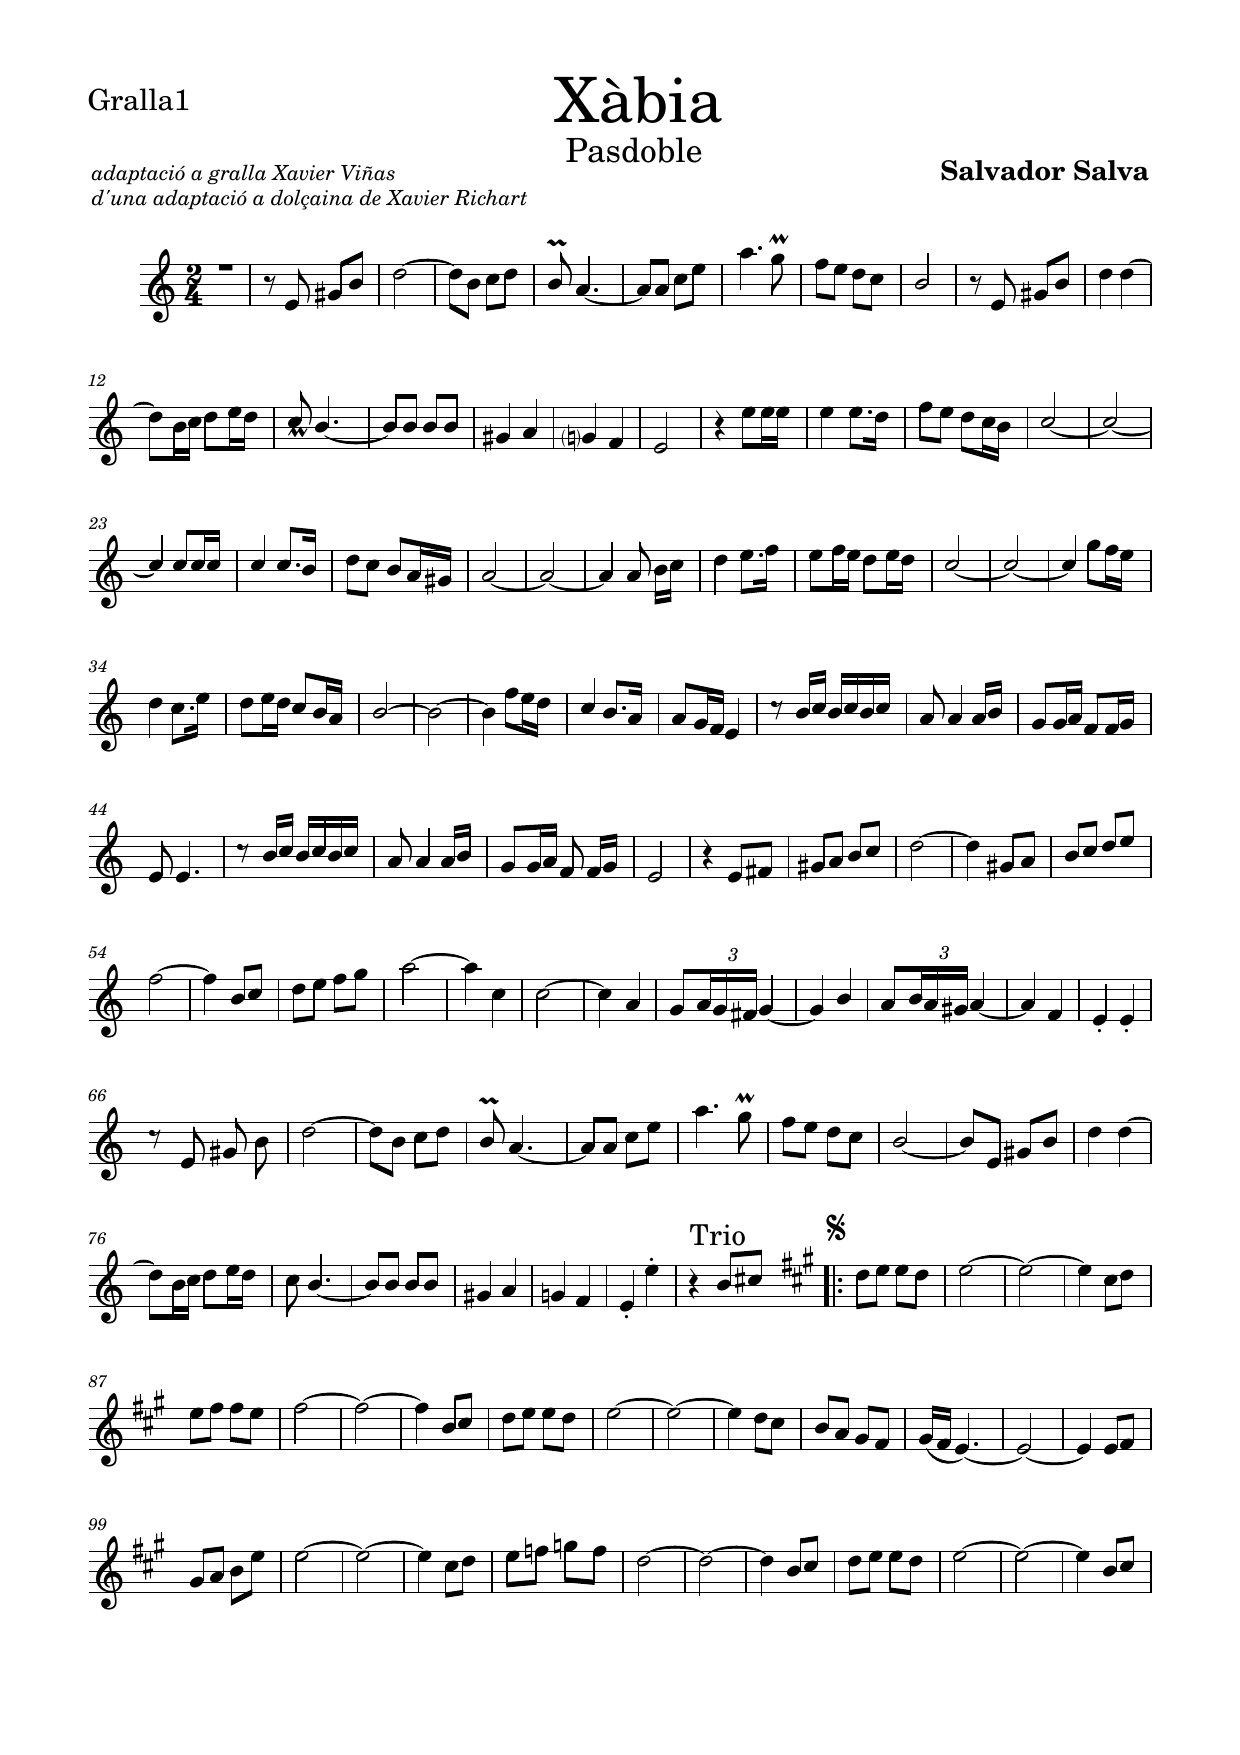 Gralla1
Xàbia
Pasdoble
adaptació a gralla Xavier Viñas
d'una adaptació a dolçaina de Xavier Richart
Salvador Salva
2
4
12
23
34
44
54
3
3
66
76
Trio
87
99